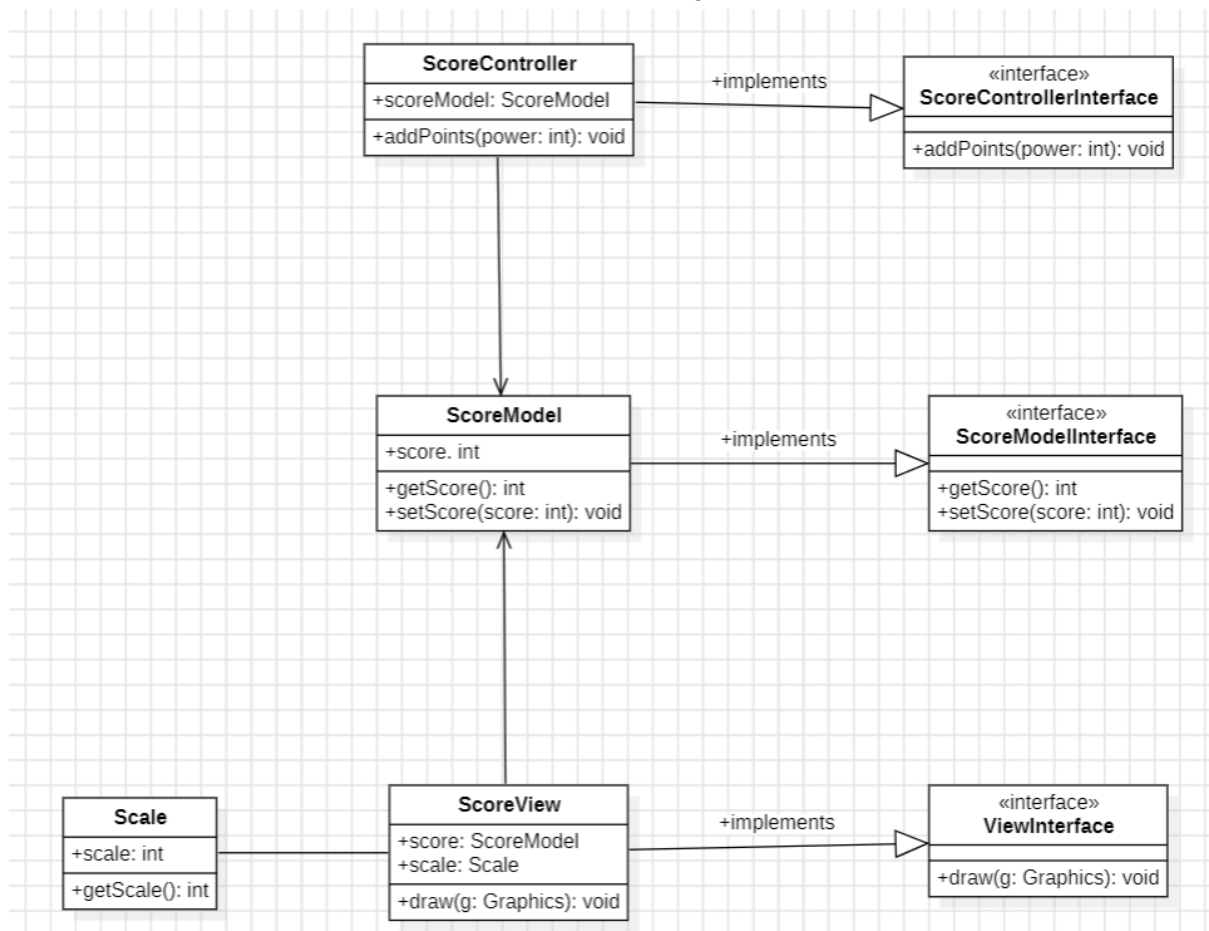 ScoreController
+scoreModel: ScoreModel
+addPoints(power: int): void
+implements
«interface»
ScoreControllerInterface
+addPoints(power: int): void
ScoreModel
+score. int
+getScore(): int
+setScore(score: int): void
+implements
«interface»
ScoreModelInterface
+getScore(): int
+setScore(score: int): void
Scale
+scale: int
+getScale(): int
ScoreView
+score: ScoreModel
+scale: Scale
+draw(g: Graphics): void
+implements
«interface»
ViewInterface
+draw(g: Graphics): void